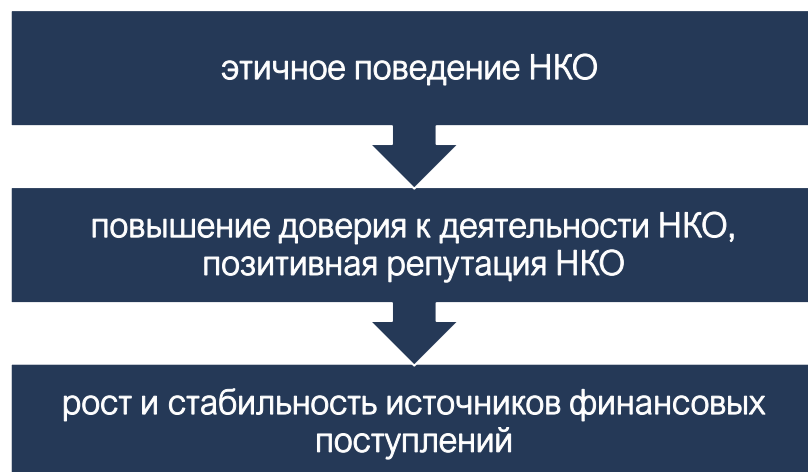 этичное поведение НКО
повышение доверия к деятельности НКО,
позитивная репутация НКО
рост и стабильность источников финансовых
поступлений